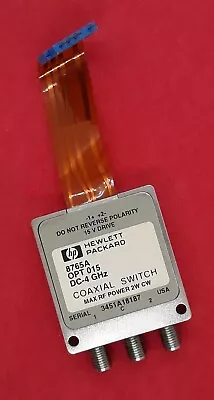 -1+ +2-
DO NOT REVERSE POLARITY
15 V DRIVE
hp HEWLETT
PACKARD
8765A
OPT 015
DC-4 GHz
COAXIAL SWITCH
MAX RF POWER 2W CW
SERIAL 3451A18187 USA
1 C 2